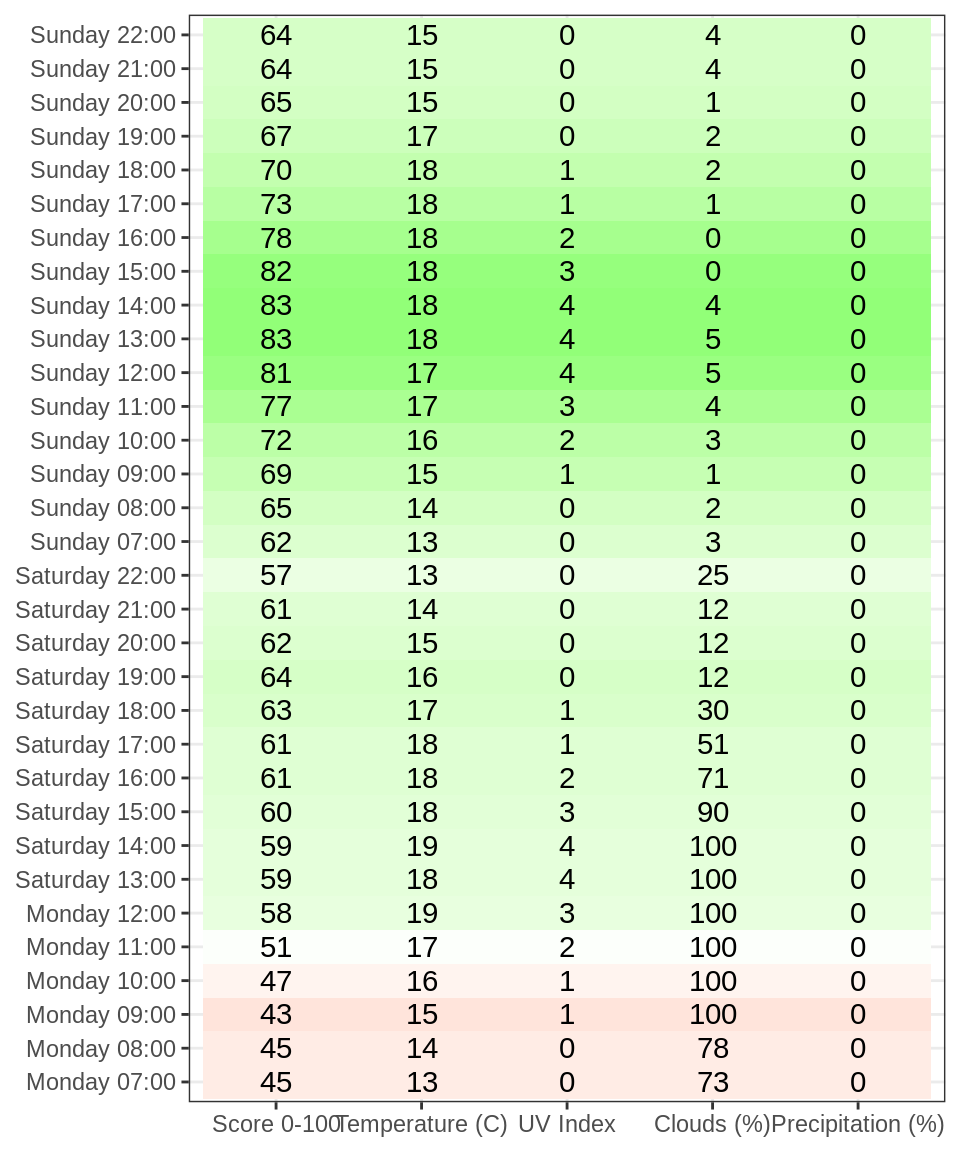 Sunday 22:00 64 15 0 4 0
Sunday 21:00 64 15 0 4 0
Sunday 20:00 65 15 0 1 0
Sunday 19:00 67 17 0 2 0
Sunday 18:00 70 18 1 2 0
Sunday 17:00 73 18 1 1 0
Sunday 16:00 78 18 2 0 0
Sunday 15:00 82 18 3 0 0
Sunday 14:00 83 18 4 4 0
Sunday 13:00 83 18 4 5 0
Sunday 12:00 81 17 4 5 0
Sunday 11:00 77 17 3 4 0
Sunday 10:00 72 16 2 3 0
Sunday 09:00 69 15 1 1 0
Sunday 08:00 65 14 0 2 0
Sunday 07:00 62 13 0 3 0
Saturday 22:00 57 13 0 25 0
Saturday 21:00 61 14 0 12 0
Saturday 20:00 62 15 0 12 0
Saturday 19:00 64 16 0 12 0
Saturday 18:00 63 17 1 30 0
Saturday 17:00 61 18 1 51 0
Saturday 16:00 61 18 2 71 0
Saturday 15:00 60 18 3 90 0
Saturday 14:00 59 19 4 100 0
Saturday 13:00 59 18 4 100 0
Monday 12:00 58 19 3 100 0
Monday 11:00 51 17 2 100 0
Monday 10:00 47 16 1 100 0
Monday 09:00 43 15 1 100 0
Monday 08:00 45 14 0 78 0
Monday 07:00 45 13 0 73 0
Score 0-100 Temperature (C) UV Index Clouds (%) Precipitation (%)